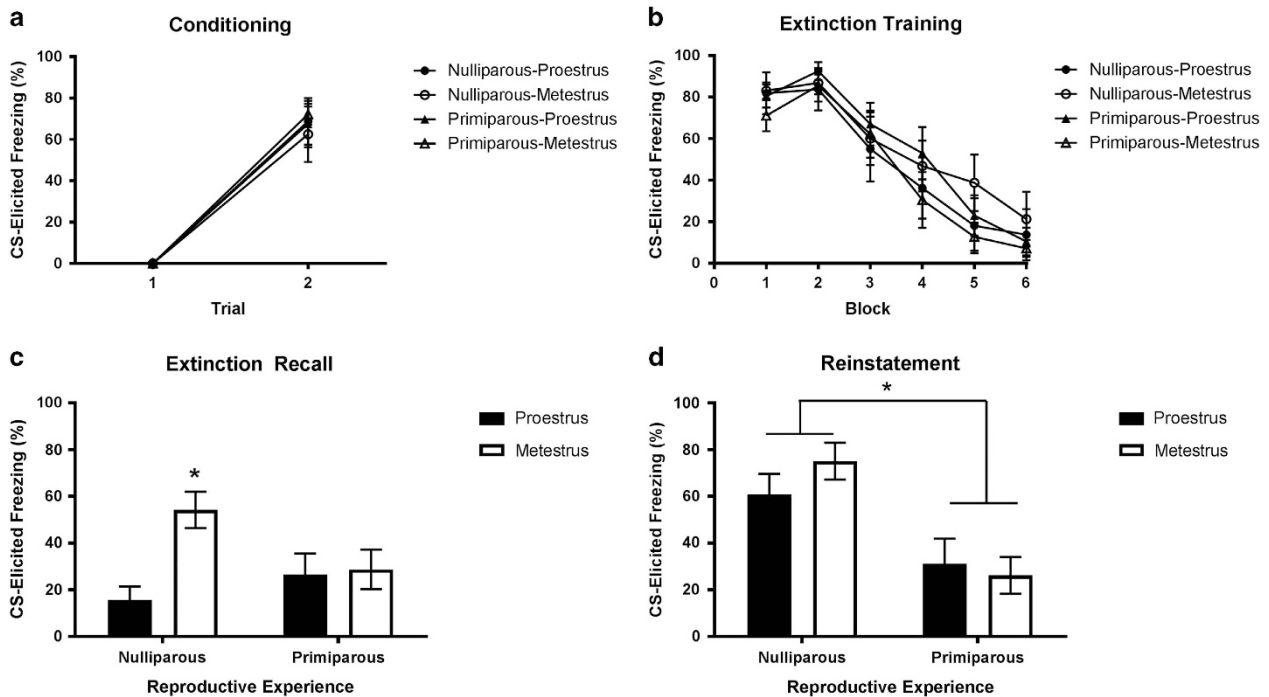 a
Conditioning
CS-Elicited Freezing (%)
100
80
60
40
20
0
1
2
Trial
Nulliparous-Proestrus
Nulliparous-Metestrus
Primiparous-Proestrus
Primiparous-Metestrus
b
Extinction Training
CS-Elicited Freezing (%)
100
80
60
40
20
0
0
1
2
3
4
5
6
Block
Nulliparous-Proestrus
Nulliparous-Metestrus
Primiparous-Proestrus
Primiparous-Metestrus
c
Extinction Recall
CS-Elicited Freezing (%)
100
80
60
40
20
0
*
Nulliparous
Primiparous
Reproductive Experience
Proestrus
Metestrus
d
Reinstatement
CS-Elicited Freezing (%)
100
80
60
40
20
0
*
Nulliparous
Primiparous
Reproductive Experience
Proestrus
Metestrus